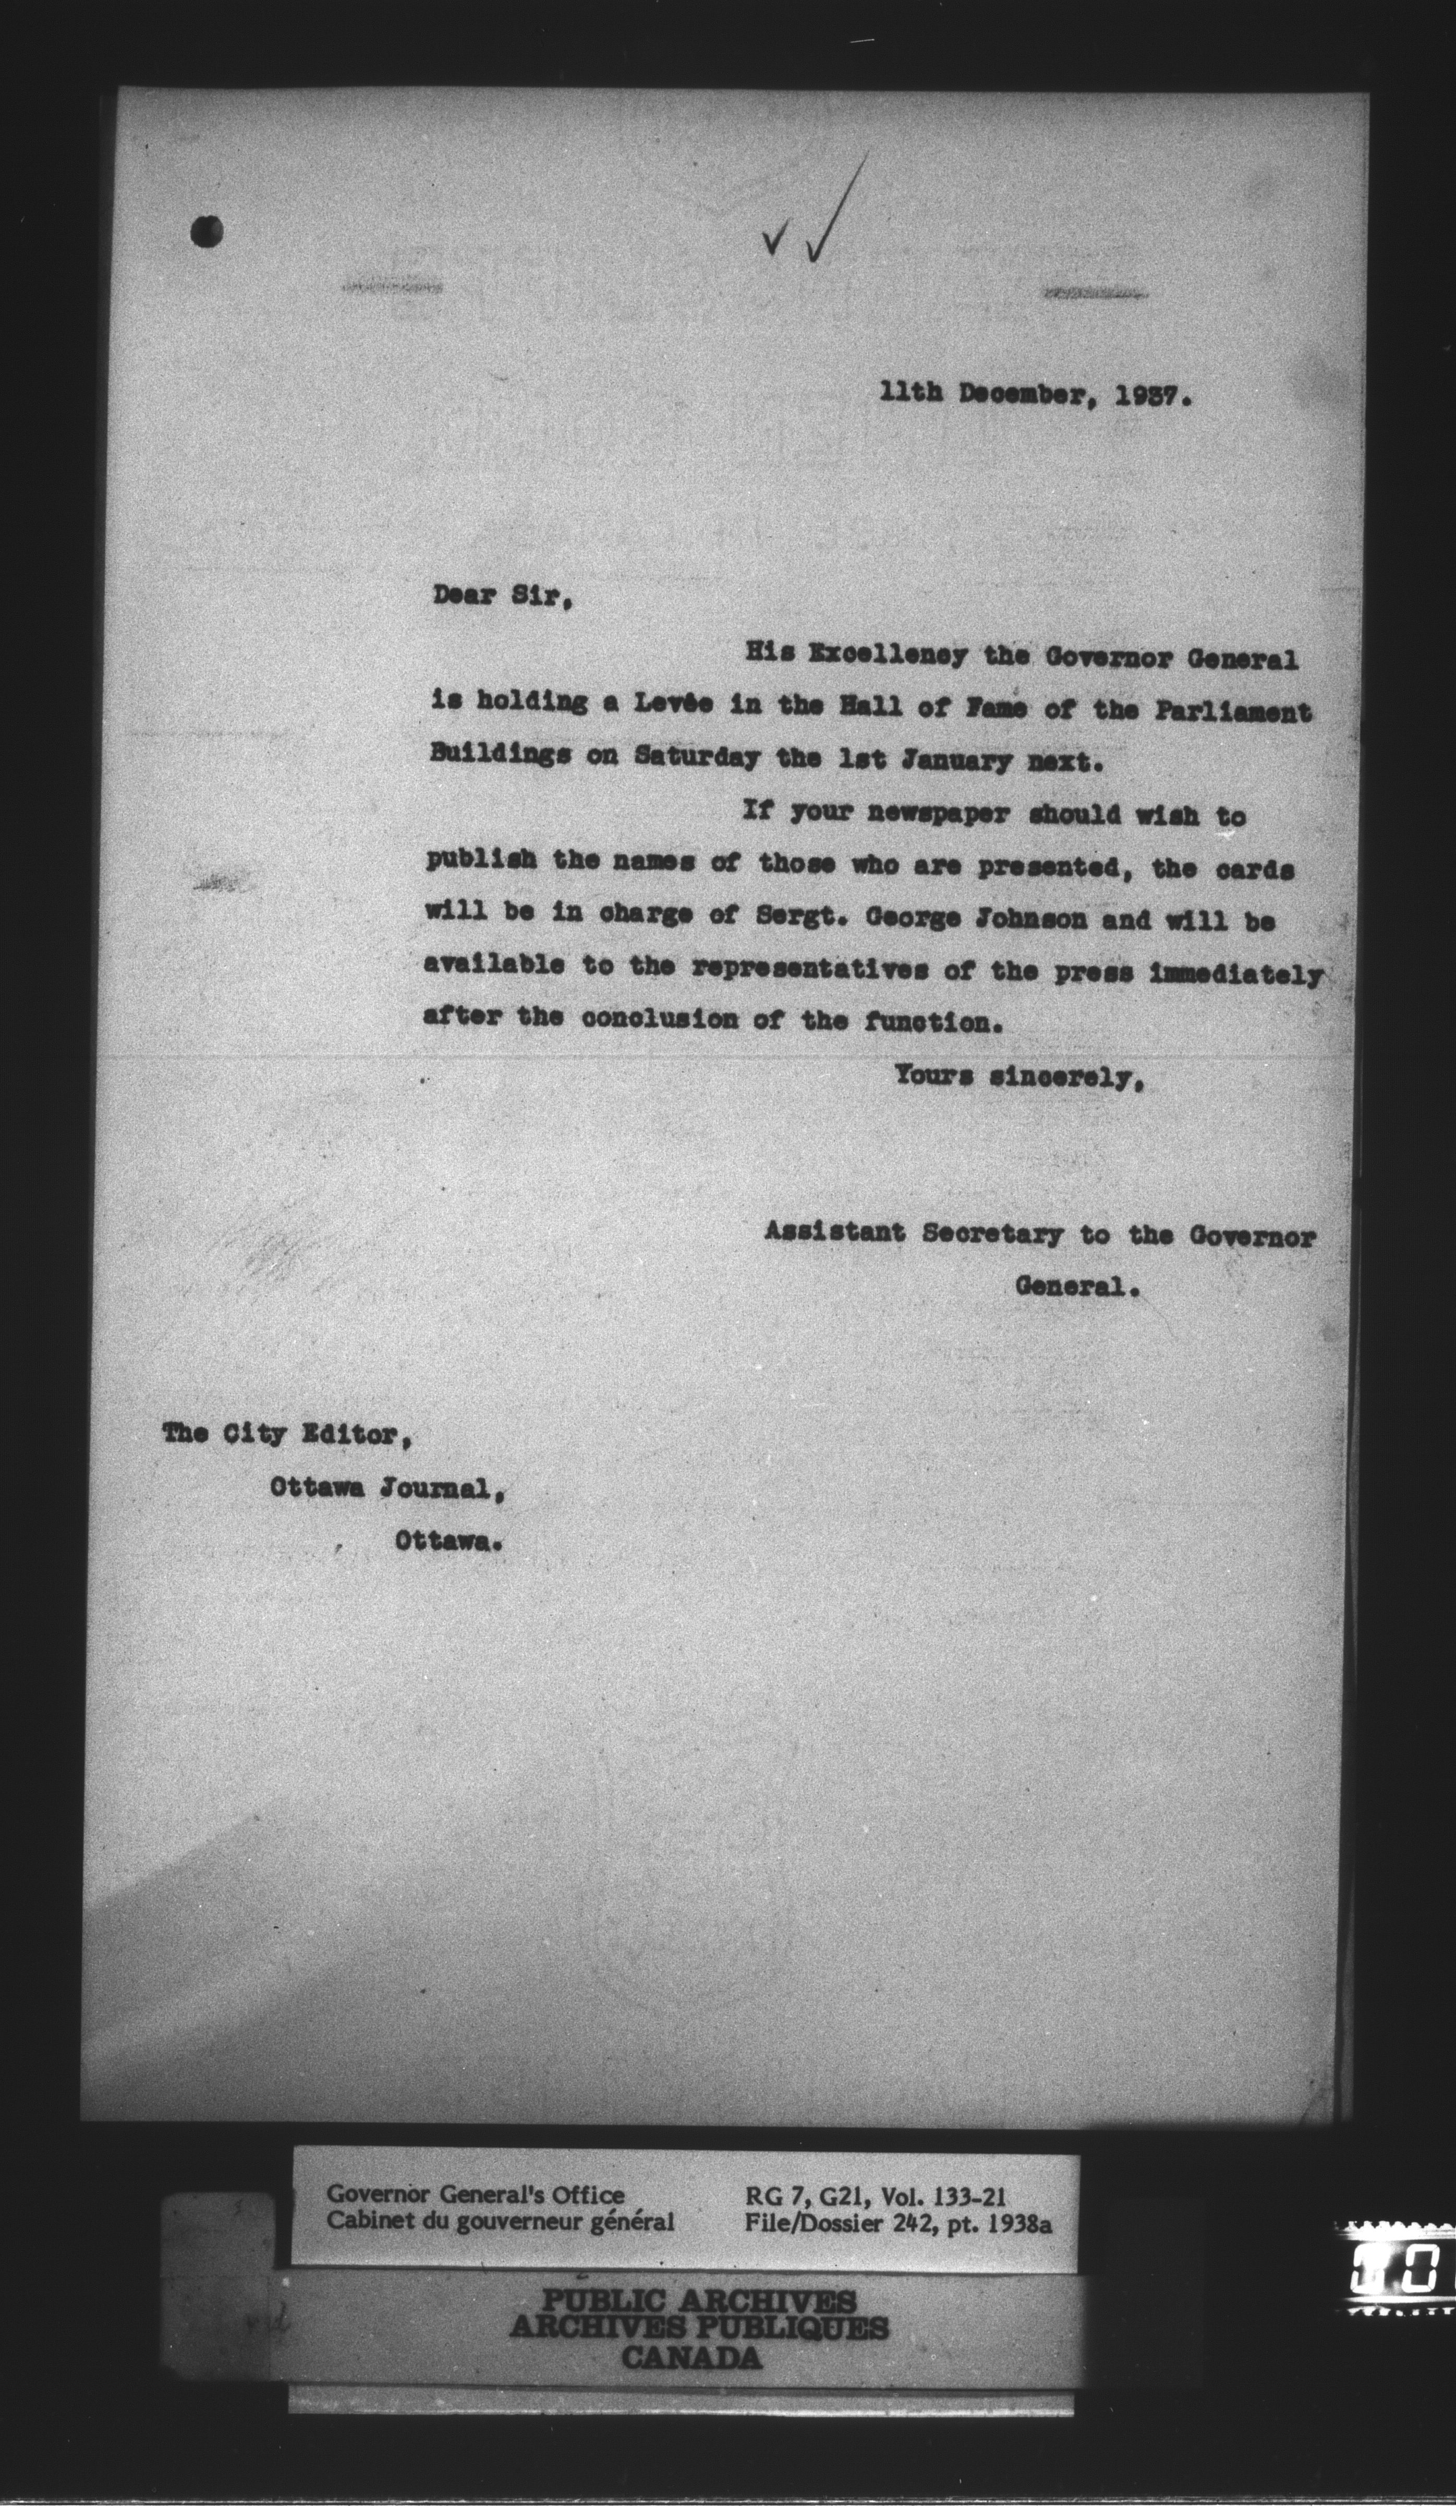 11th December, 1937.
Dear Sir,
His Excellency the Governor General
is holding a Levée in the Hall of Fame of the Parliament
Buildings on Saturday the 1st January next.
If your newspaper should wish to
publish the names of those who are presented, the cards
will be in charge of Sergt. George Johnson and will be
available to the representatives of the press immediately
after the conclusion of the function.
Yours sincerely,
Assistant Secretary to the Governor
General.
The City Editor,
Ottawa Journal,
Ottawa.
Governor General's Office
Cabinet du gouverneur général
RG 7, G21, Vol. 133-21
File/Dossier 242, pt. 1938a
PUBLIC ARCHIVES
ARCHIVES PUBLIQUES
CANADA